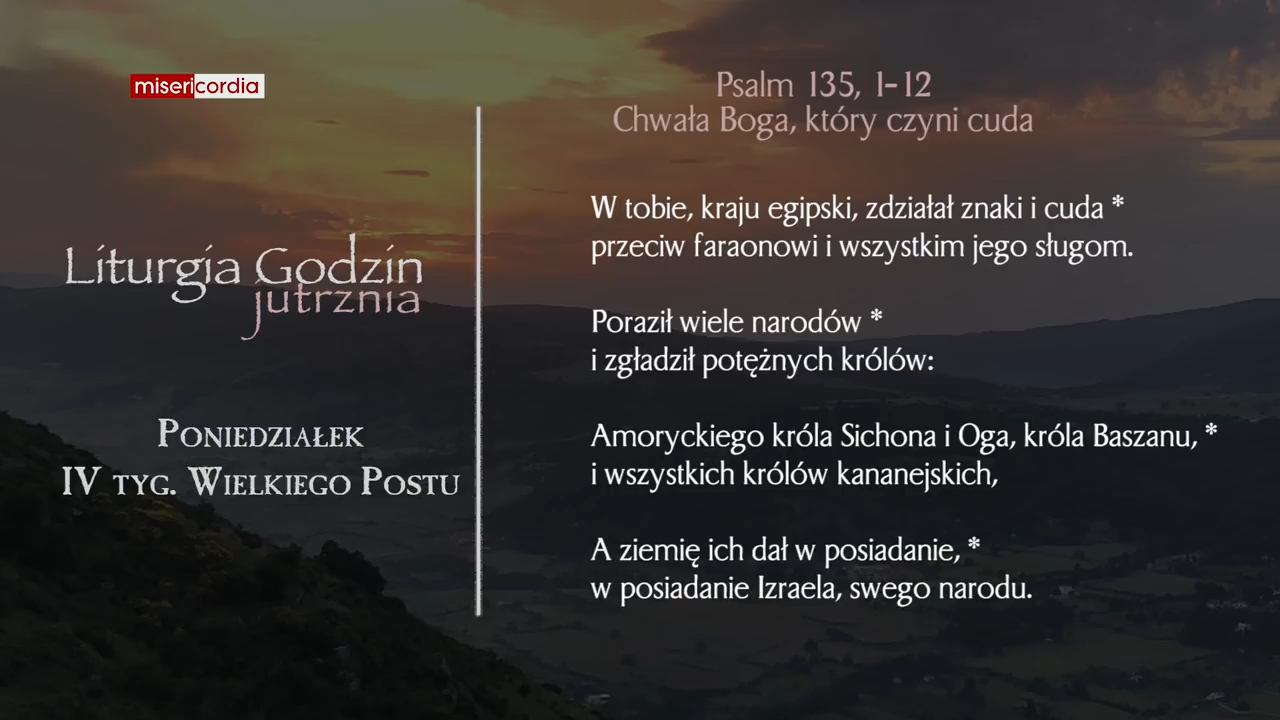 misericordia
Liturgia Godzin
jutrznia
Poniedziałek
IV tyg. Wielkiego Postu
Psalm 135, 1-12
Chwała Boga, który czyni cuda
W tobie, kraju egipski, zdziałał znaki i cuda *
przeciw faraonowi i wszystkim jego sługom.
Poraził wiele narodów *
i zgładził potężnych królów:
Amoryckiego króla Sichona i Oga, króla Baszanu, *
i wszystkich królów kananejskich,
A ziemię ich dał w posiadanie, *
w posiadanie Izraela, swego narodu.